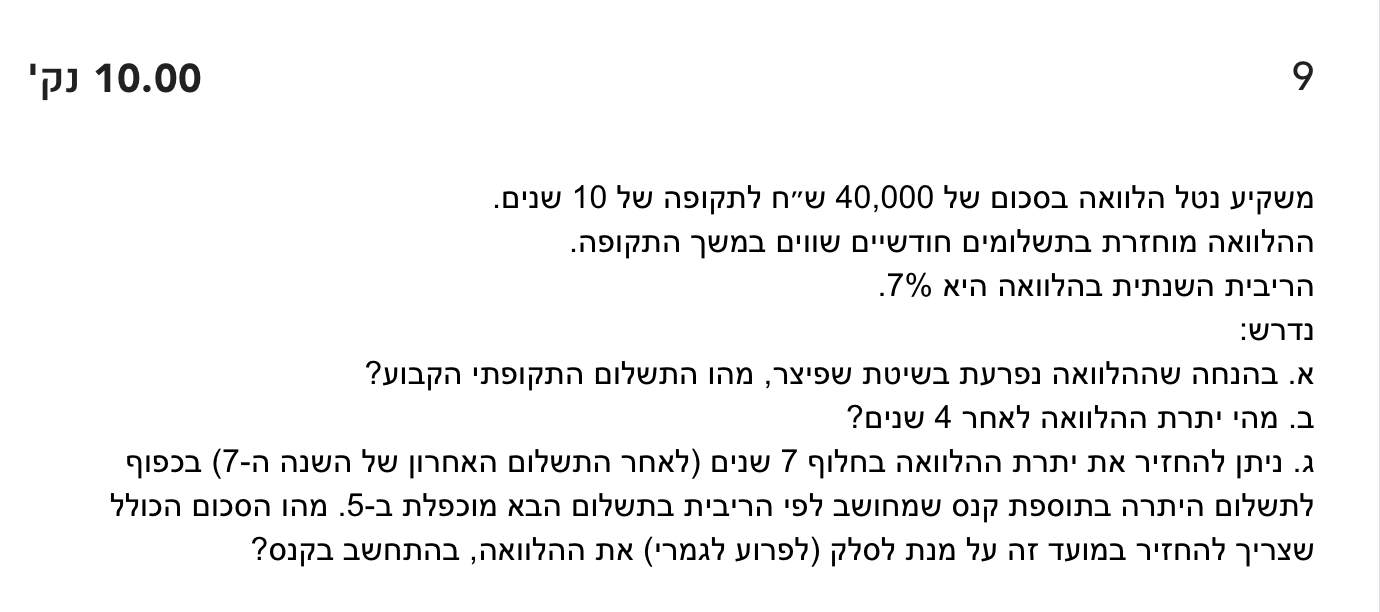 9
10.00 נק'
משקיע נטל הלוואה בסכום של 40,000 ש״ח לתקופה של 10 שנים.
ההלוואה מוחזרת בתשלומים חודשיים שווים במשך התקופה.
הריבית השנתית בהלוואה היא 7%.
נדרש:
א. בהנחה שההלוואה נפרעת בשיטת שפיצר, מהו התשלום התקופתי הקבוע?
ב. מהי יתרת ההלוואה לאחר 4 שנים?
ג. ניתן להחזיר את יתרת ההלוואה בחלוף 7 שנים (לאחר התשלום האחרון של השנה ה-7) בכפוף
לתשלום היתרה בתוספת קנס שמחושב לפי הריבית בתשלום הבא מוכפלת ב-5. מהו הסכום הכולל
שצריך להחזיר במועד זה על מנת לסלק (לפרוע לגמרי) את ההלוואה, בהתחשב בקנס?